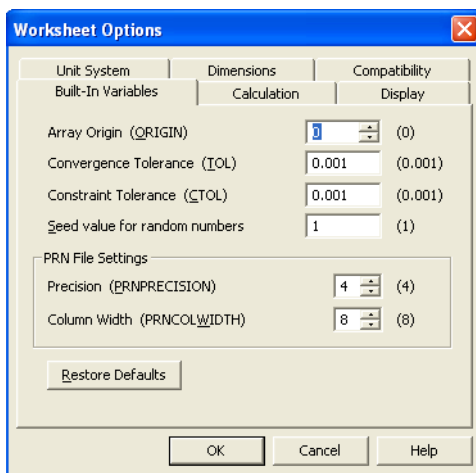 Worksheet Options
Unit System Dimensions Compatibility
Built-In Variables Calculation Display
Array Origin (ORIGIN) 0 (0)
Convergence Tolerance (TOL) 0.001 (0.001)
Constraint Tolerance (CTOL) 0.001 (0.001)
Seed value for random numbers 1 (1)
PRN File Settings
Precision (PRNPRECISION) 4 (4)
Column Width (PRNCOLWIDTH) 8 (8)
Restore Defaults
OK Cancel Help